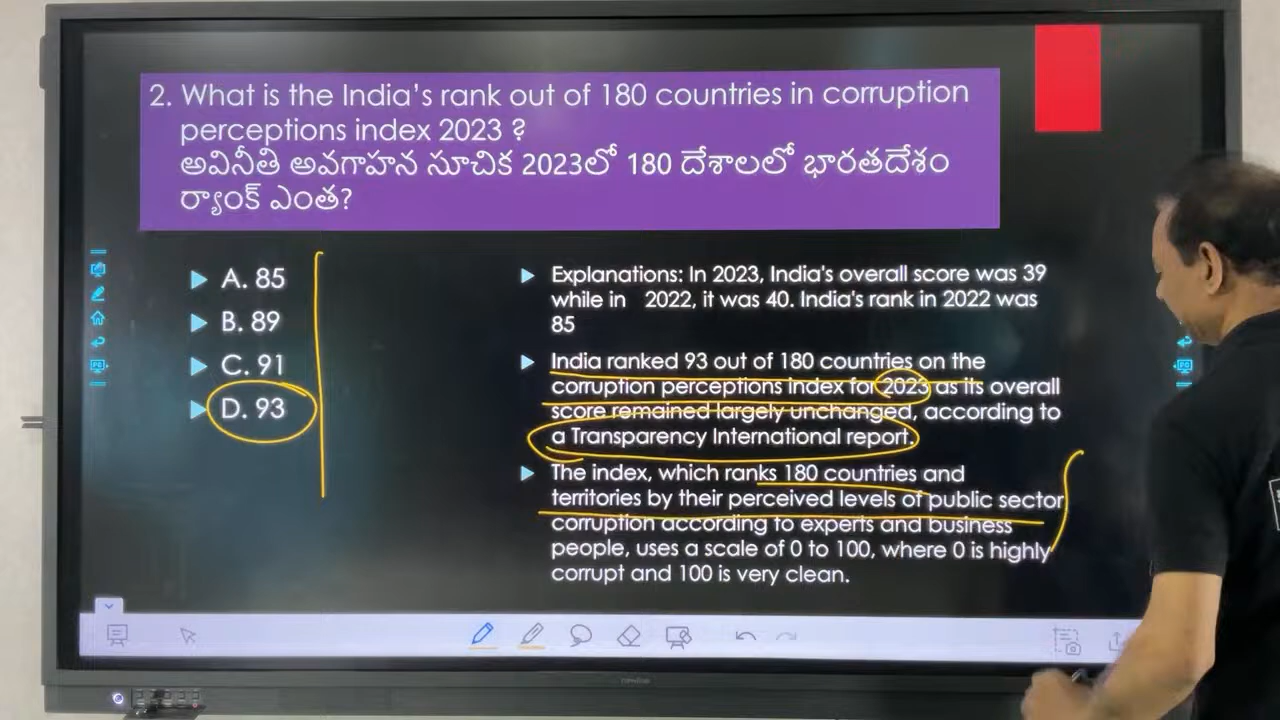 2. What is the India's rank out of 180 countries in corruption
perceptions index 2023 ?
అవినీతి అవగాహన సూచిక 2023లో 180 దేశాలలో భారతదేశం
ర్యాంక్ ఎంత?
A. 85
B. 89
C. 91
D. 93
Explanations: In 2023, India's overall score was 39
while in 2022, it was 40. India's rank in 2022 was
85
India ranked 93 out of 180 countries on the
corruption perceptions index for 2023 as its overall
score remained largely unchanged, according to
a Transparency International report.
The index, which ranks 180 countries and
territories by their perceived levels of public sector
corruption according to experts and business
people, uses a scale of 0 to 100, where 0 is highly
corrupt and 100 is very clean.